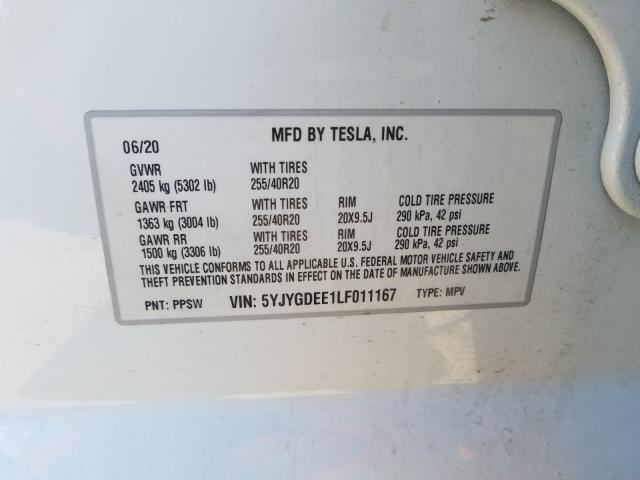 06/20 MFD BY TESLA, INC.
GVWR WITH TIRES
2405 kg (5302 lb) 255/40R20
GAWR FRT WITH TIRES RIM COLD TIRE PRESSURE
1363 kg (3004 lb) 255/40R20 20X9.5J 290 kPa, 42 psi
GAWR RR WITH TIRES RIM COLD TIRE PRESSURE
1500 kg (3306 lb) 255/40R20 20X9.5J 290 kPa, 42 psi
THIS VEHICLE CONFORMS TO ALL APPLICABLE U.S. FEDERAL MOTOR VEHICLE SAFETY AND
THEFT PREVENTION STANDARDS IN EFFECT ON THE DATE OF MANUFACTURE SHOWN ABOVE.
PNT: PPSW VIN: 5YJYGDEE1LF011167 TYPE: MPV